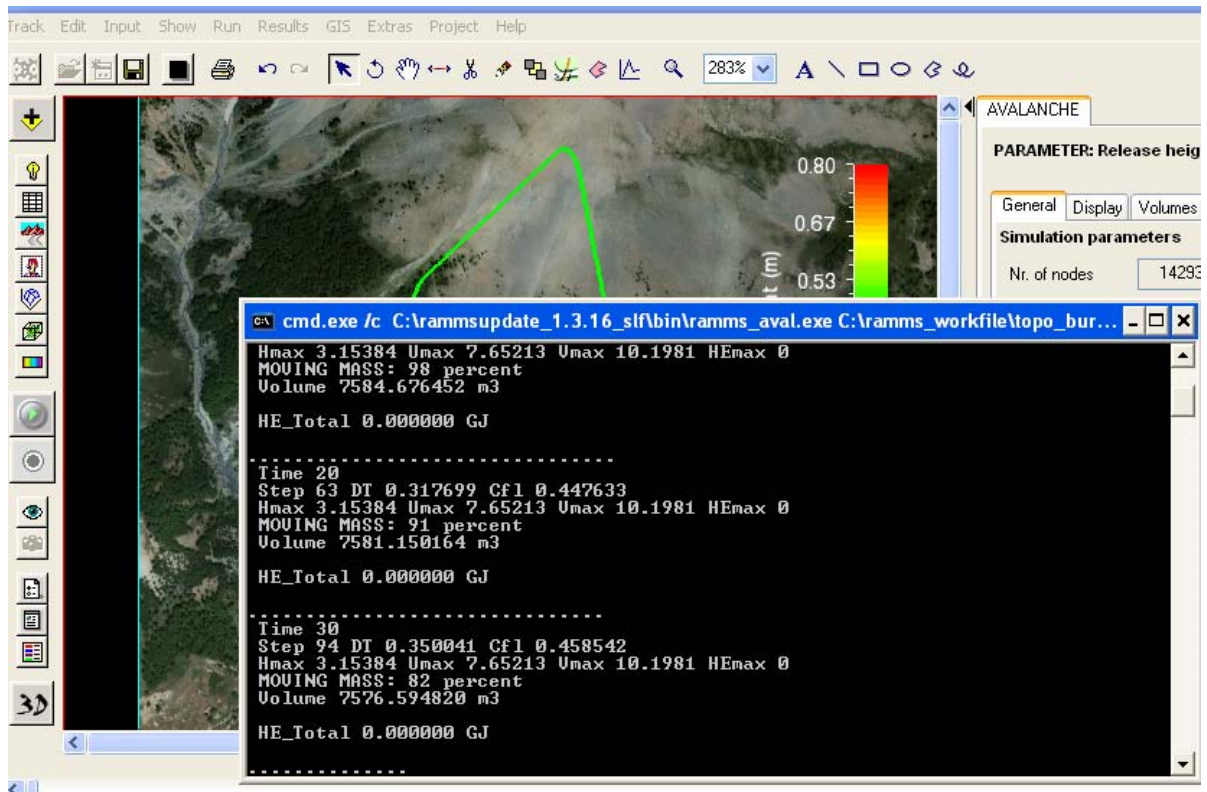 Track Edit Input Show Run Results GIS Extras Project Help
283%
A
AVALANCHE
PARAMETER: Release heig
General Display Volumes
Simulation parameters
Nr. of nodes 14293
0.80
0.67
0.53
(m)
cmd.exe /c C:\rammsupdate_1.3.16_slf\bin\ramms_aval.exe C:\ramms_workfile\topo_bur...
Hmax 3.15384 Umax 7.65213 Vmax 10.1981 HEmax 0
MOVING MASS: 98 percent
Volume 7584.676452 m3
HE_Total 0.000000 GJ
................................
Time 20
Step 63 DT 0.317699 Cfl 0.447633
Hmax 3.15384 Umax 7.65213 Vmax 10.1981 HEmax 0
MOVING MASS: 91 percent
Volume 7581.150164 m3
HE_Total 0.000000 GJ
...............................
Time 30
Step 94 DT 0.350041 Cfl 0.458542
Hmax 3.15384 Umax 7.65213 Vmax 10.1981 HEmax 0
MOVING MASS: 82 percent
Volume 7576.594820 m3
HE_Total 0.000000 GJ
..............
3D